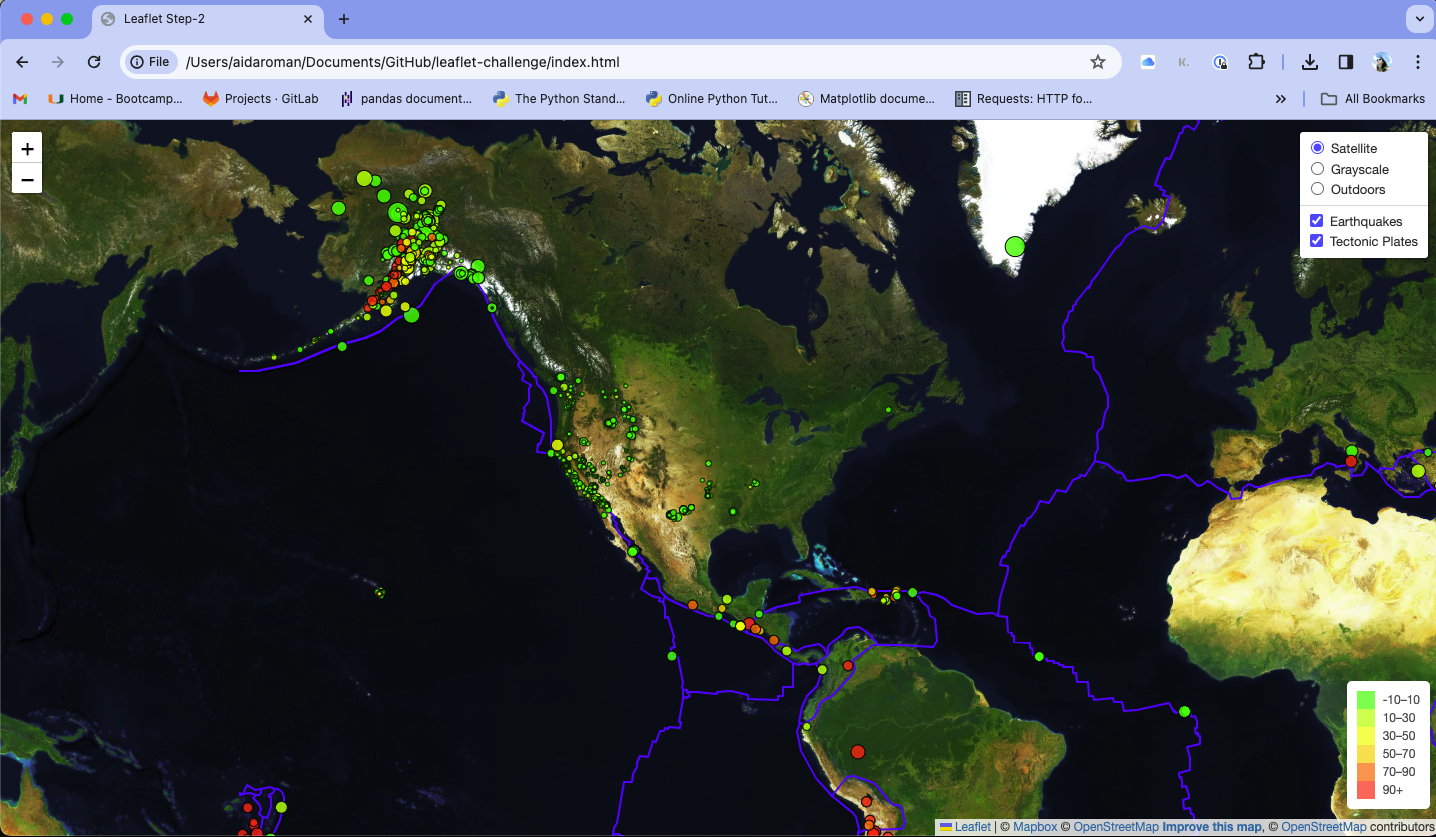 Leaflet Step-2
File /Users/aidaroman/Documents/GitHub/leaflet-challenge/index.html
K.
Home - Bootcamp... Projects · GitLab pandas document... The Python Stand... Online Python Tut... Matplotlib docume... Requests: HTTP fo... » All Bookmarks
+
−
Satellite
Grayscale
Outdoors
Earthquakes
Tectonic Plates
-10–10
10–30
30–50
50–70
70–90
90+
Leaflet | © Mapbox © OpenStreetMap Improve this map, © OpenStreetMap contributors